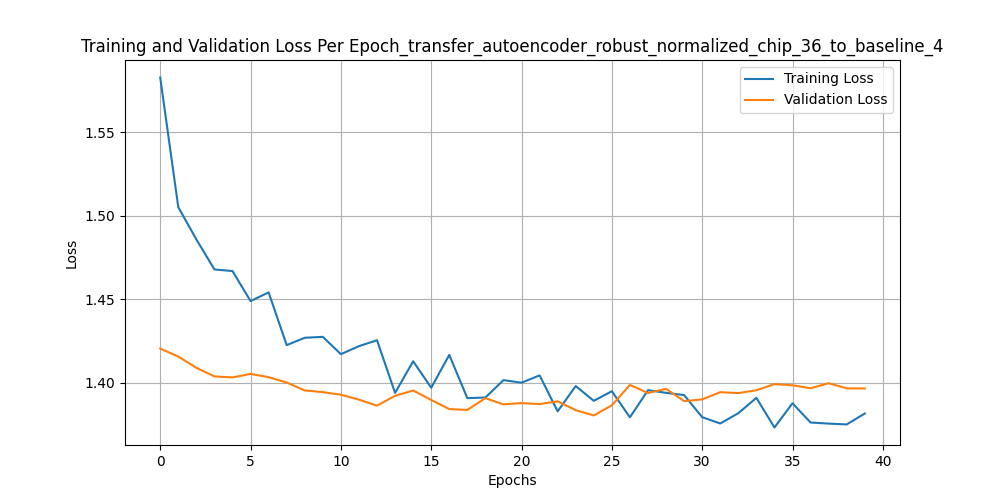 Training and Validation Loss Per Epoch_transfer_autoencoder_robust_normalized_chip_36_to_baseline_4
Training Loss
Validation Loss
1.55
1.50
1.45
1.40
Loss
0 5 10 15 20 25 30 35 40
Epochs